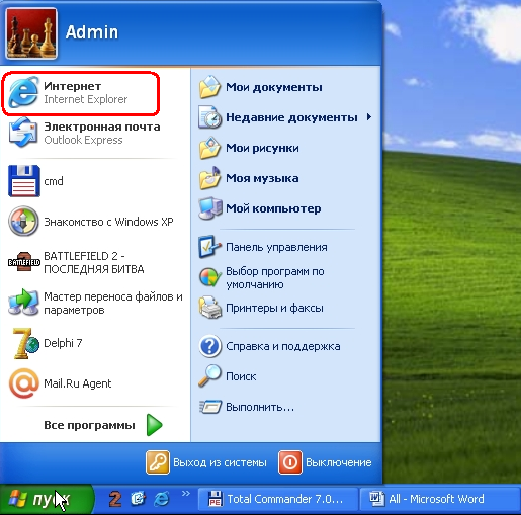 Admin
Интернет
Internet Explorer
Электронная почта
Outlook Express
cmd
Знакомство с Windows XP
BATTLEFIELD 2 -
ПОСЛЕДНЯЯ БИТВА
Мастер переноса файлов и
параметров
Delphi 7
Mail.Ru Agent
Все программы
Мои документы
Недавние документы
Мои рисунки
Моя музыка
Мой компьютер
Панель управления
Выбор программ по
умолчанию
Принтеры и факсы
Справка и поддержка
Поиск
Выполнить...
Выход из системы
Выключение
пуск
2
»
Total Commander 7.0...
All - Microsoft Word